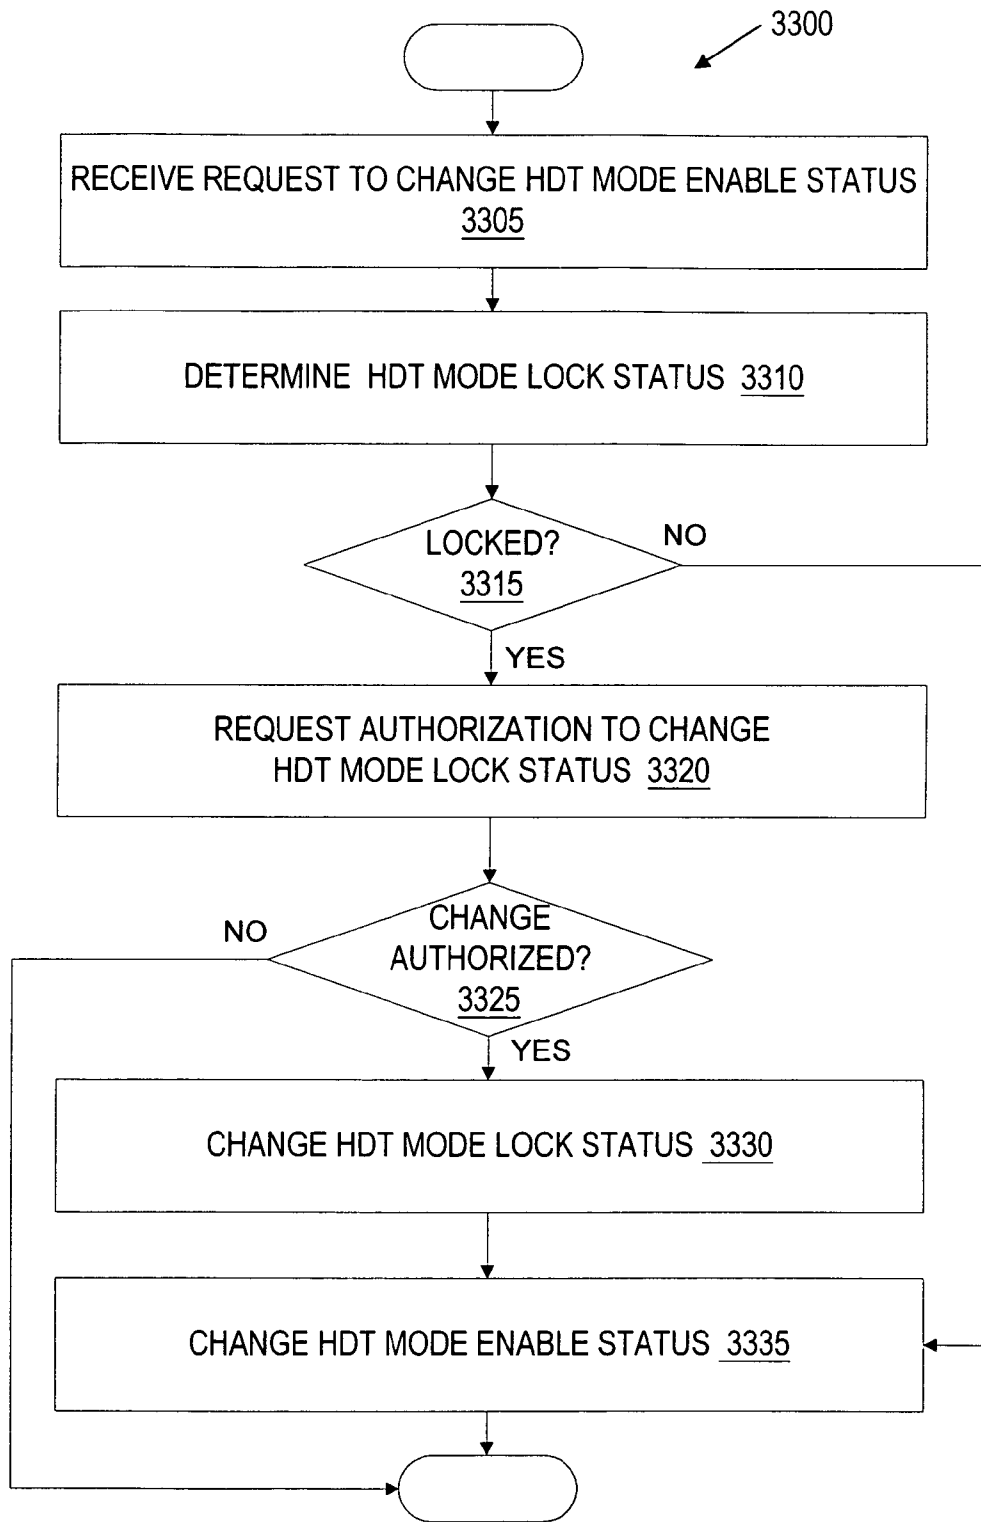 3300
RECEIVE REQUEST TO CHANGE HDT MODE ENABLE STATUS
3305
DETERMINE HDT MODE LOCK STATUS 3310
LOCKED?
3315
NO
YES
REQUEST AUTHORIZATION TO CHANGE
HDT MODE LOCK STATUS 3320
CHANGE
AUTHORIZED?
3325
NO
YES
CHANGE HDT MODE LOCK STATUS 3330
CHANGE HDT MODE ENABLE STATUS 3335